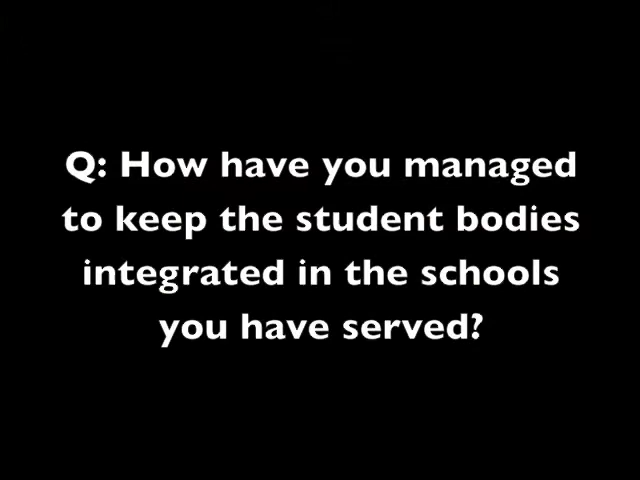 Q: How have you managed
to keep the student bodies
integrated in the schools
you have served?